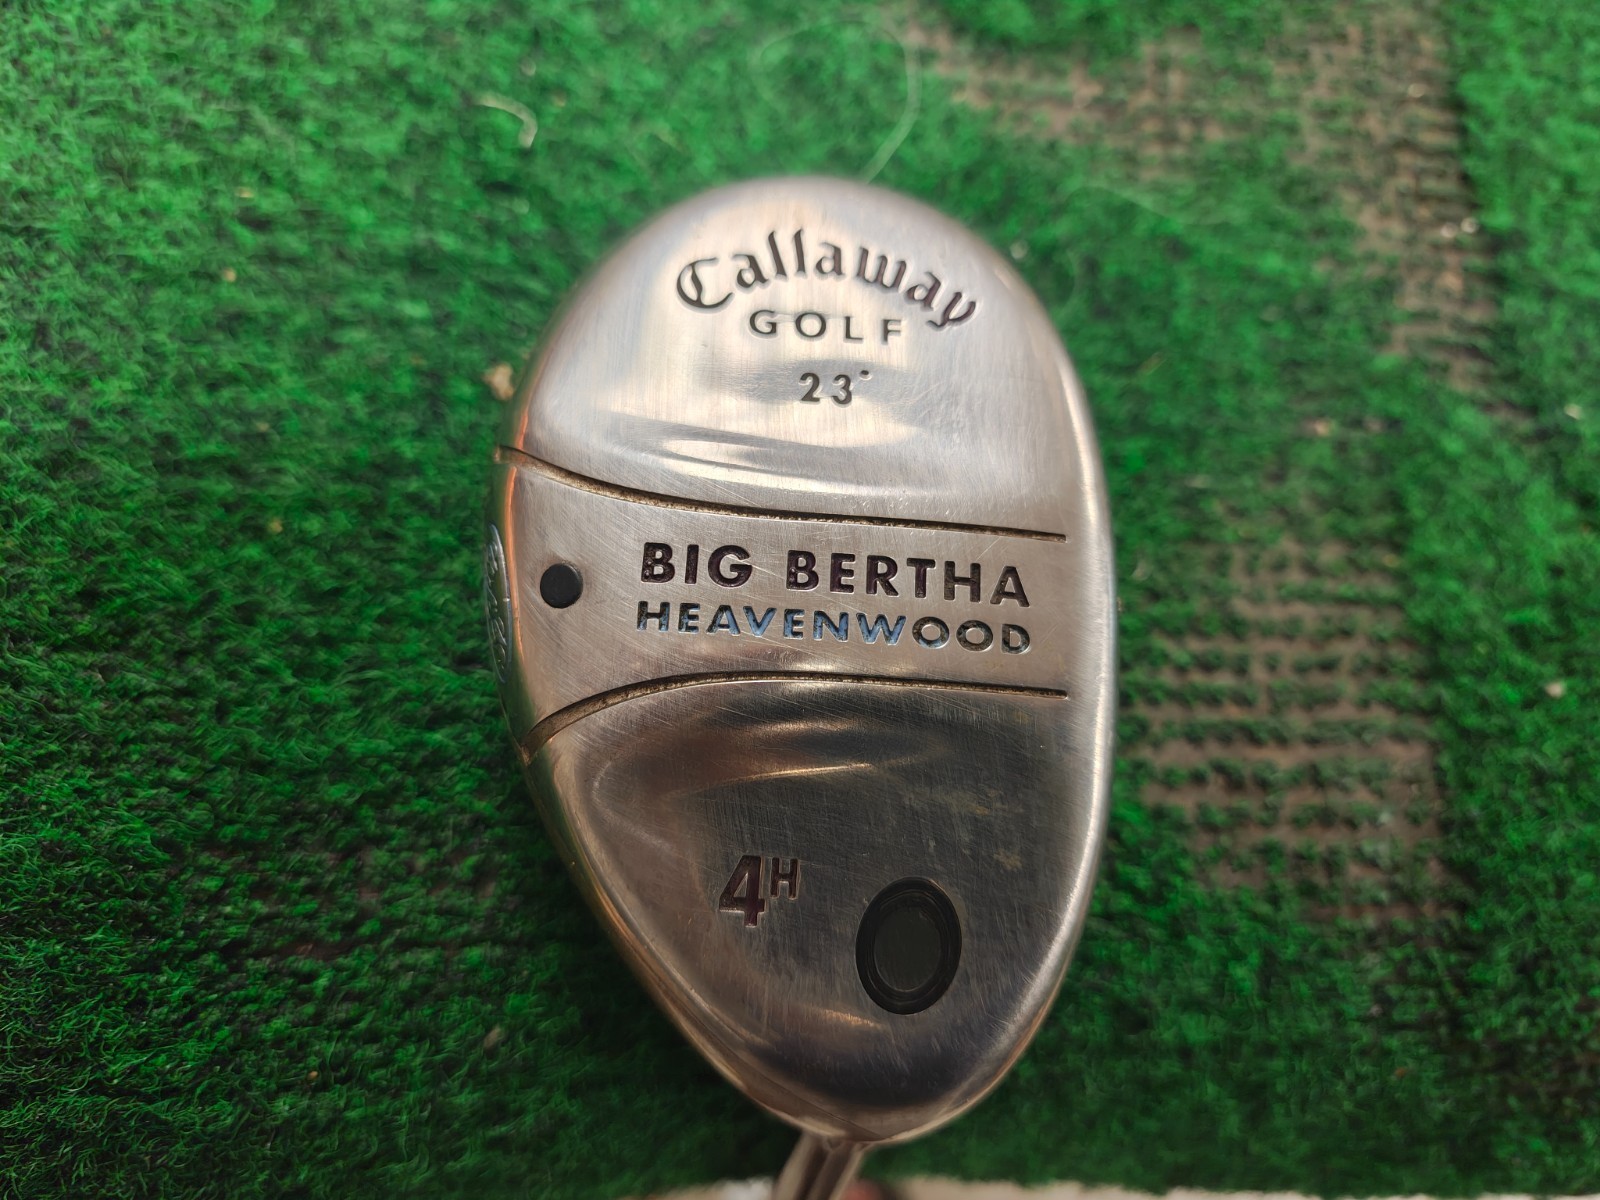 Callaway
GOLF
23°
BIG BERTHA
HEAVENWOOD
4H